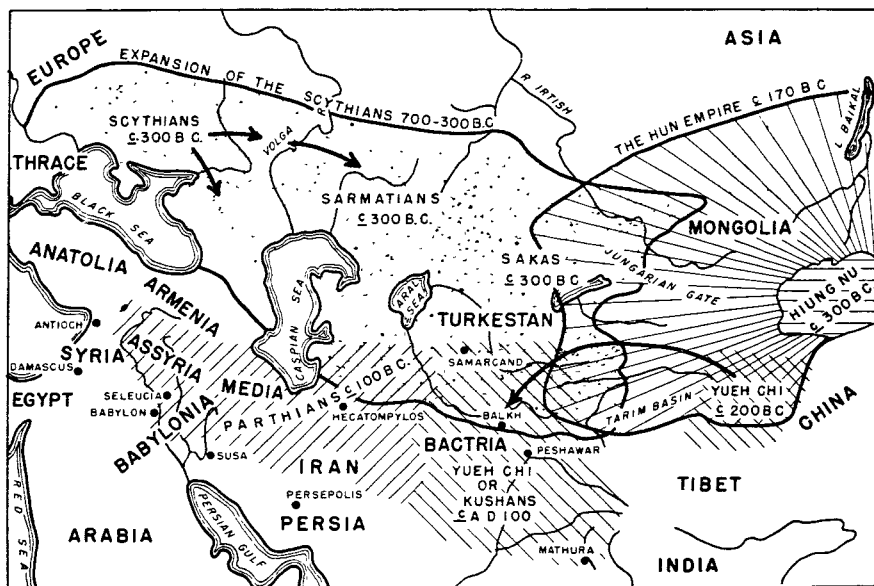 EUROPE
ASIA
EXPANSION OF THE SCYTHIANS 700-300 B.C.
R IRTISH
THE HUN EMPIRE c 170 B C
L BAIKAL
SCYTHIANS
c 300 B C.
VOLGA
R
THRACE
SARMATIANS
c 300 B.C.
BLACK SEA
MONGOLIA
ANATOLIA
SAKAS
c 300 B C
JUNGARIAN GATE
HIUNG NU
c 300 B.C.
ARMENIA
CASPIAN SEA
ARAL SEA
TURKESTAN
ANTIOCH
SYRIA
ASSYRIA
DAMASCUS
MEDIA
SAMARCAND
EGYPT
SELEUCIA
BABYLON
BABYLONIA
PARTHIANS c 100 B C.
HECATOMPYLOS
BALKH
TARIM BASIN
YUEH CHI
c 200 B C
CHINA
SUSA
IRAN
BACTRIA
PESHAWAR
YUEH CHI
OR
KUSHANS
c A D 100
TIBET
PERSEPOLIS
PERSIA
RED SEA
ARABIA
PERSIAN GULF
MATHURA
INDIA